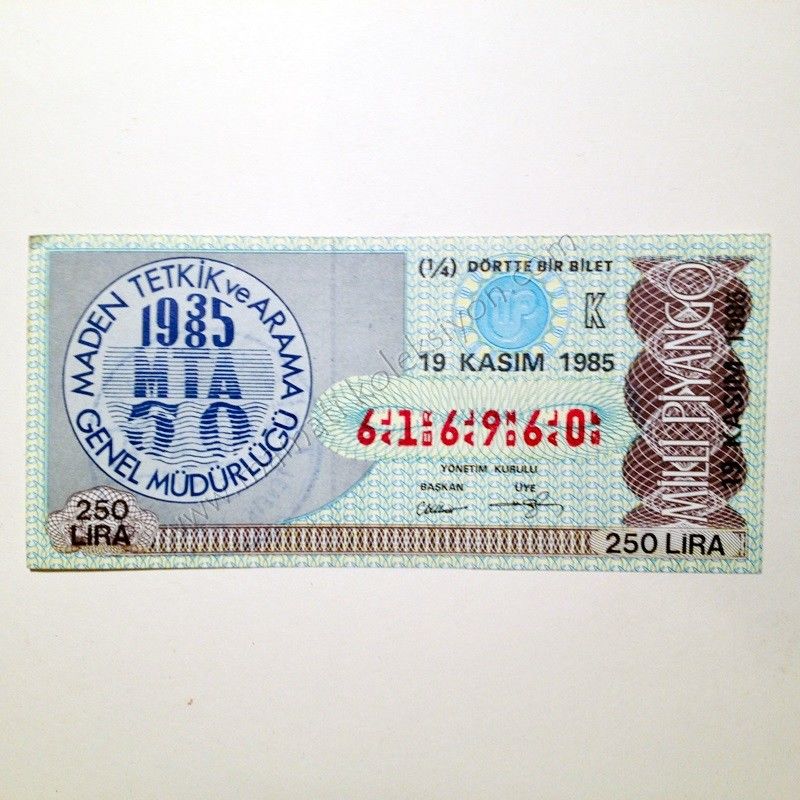 MADEN TETKİK ve ARAMA
GENEL MÜDÜRLÜĞÜ
1935
1985
MTA
250
LİRA
(1/4) DÖRTTE BİR BİLET
K
19 KASIM 1985
6 1 6 9 6 0
YÖNETİM KURULU
BAŞKAN ÜYE
250 LİRA
MİLLİ PİYANGO
19 KASIM 1985